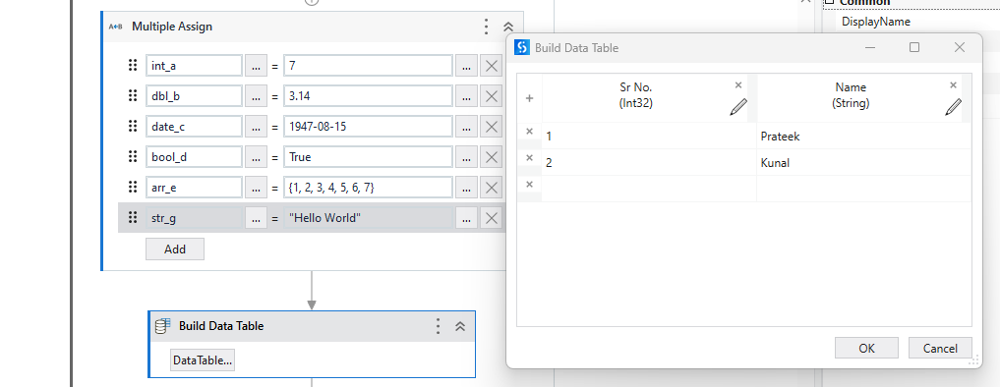 Common
DisplayName
A+B Multiple Assign
int_a ... = 7 ...
dbl_b ... = 3.14 ...
date_c ... = 1947-08-15 ...
bool_d ... = True ...
arr_e ... = {1, 2, 3, 4, 5, 6, 7} ...
str_g ... = "Hello World" ...
Add
Build Data Table
DataTable...
Build Data Table
Sr No.
(Int32)
Name
(String)
1 Prateek
2 Kunal
OK Cancel